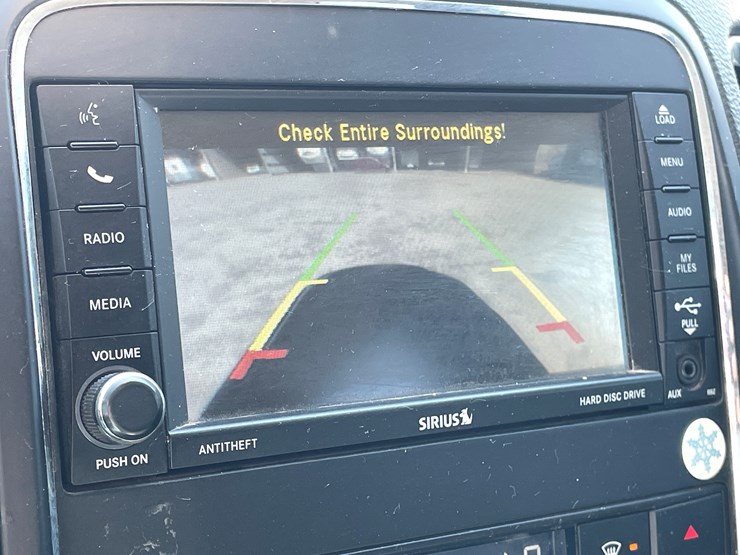 Check Entire Surroundings!
RADIO
MEDIA
VOLUME
PUSH ON
LOAD
MENU
AUDIO
MY
FILES
PULL
AUX
ANTITHEFT
SIRIUS
HARD DISC DRIVE